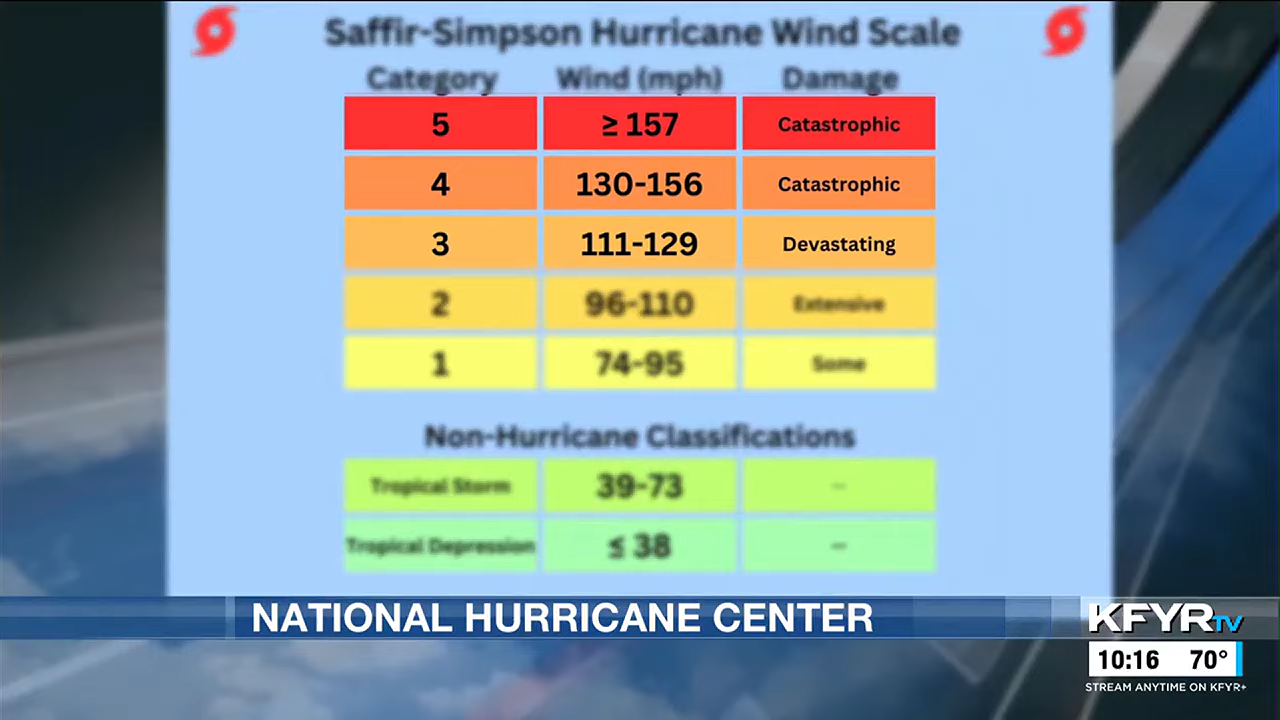 Saffir-Simpson Hurricane Wind Scale
Category Wind (mph) Damage
5 ≥ 157 Catastrophic
4 130-156 Catastrophic
3 111-129 Devastating
2 96-110 Extensive
1 74-95 Some
Non-Hurricane Classifications
Tropical Storm 39-73 --
Tropical Depression ≤ 38 --
NATIONAL HURRICANE CENTER
KFYRTV
10:16 70°
STREAM ANYTIME ON KFYR+